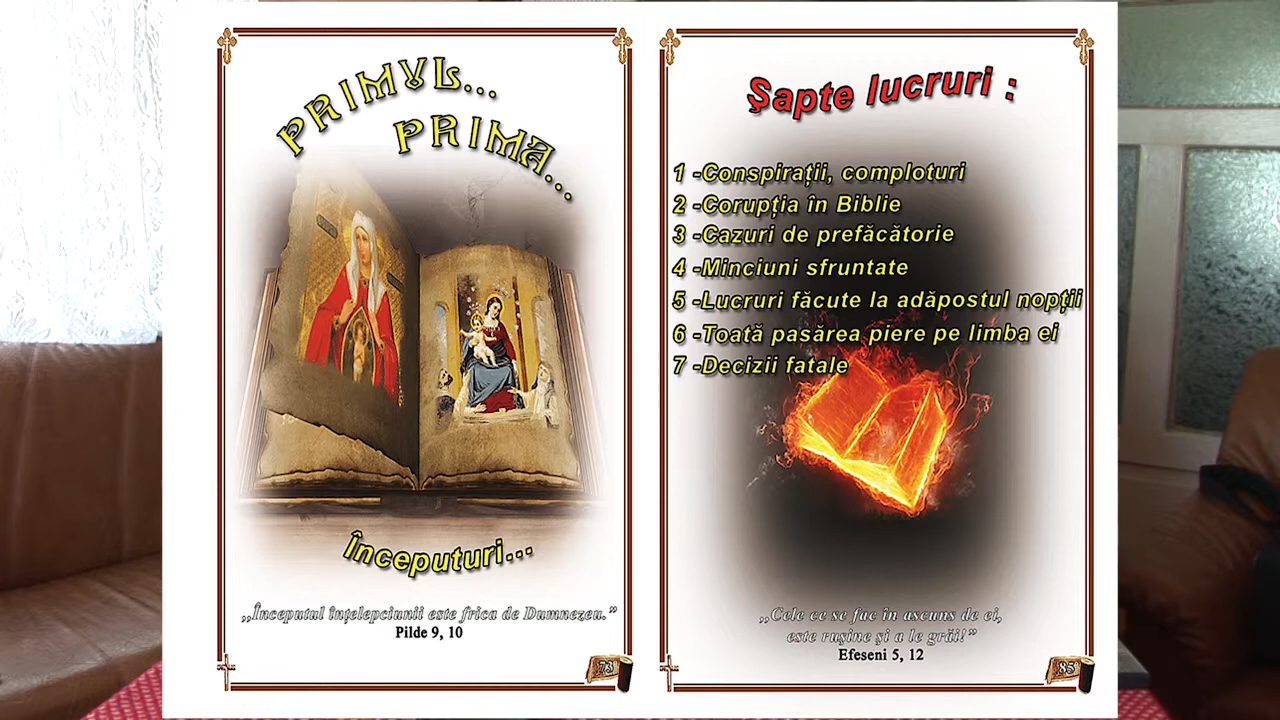 PRIMUL...
PRIMA...
Începuturi...
,,Începutul înțelepciunii este frica de Dumnezeu.”
Pilde 9, 10
73
Şapte lucruri :
1 -Conspirații, comploturi
2 -Corupția în Biblie
3 -Cazuri de prefăcătorie
4 -Minciuni sfruntate
5 -Lucruri făcute la adăpostul nopții
6 -Toată pasărea piere pe limba ei
7 -Decizii fatale
,,Cele ce se fac în ascuns de ei,
este rușine și a le grăi!”
Efeseni 5, 12
85